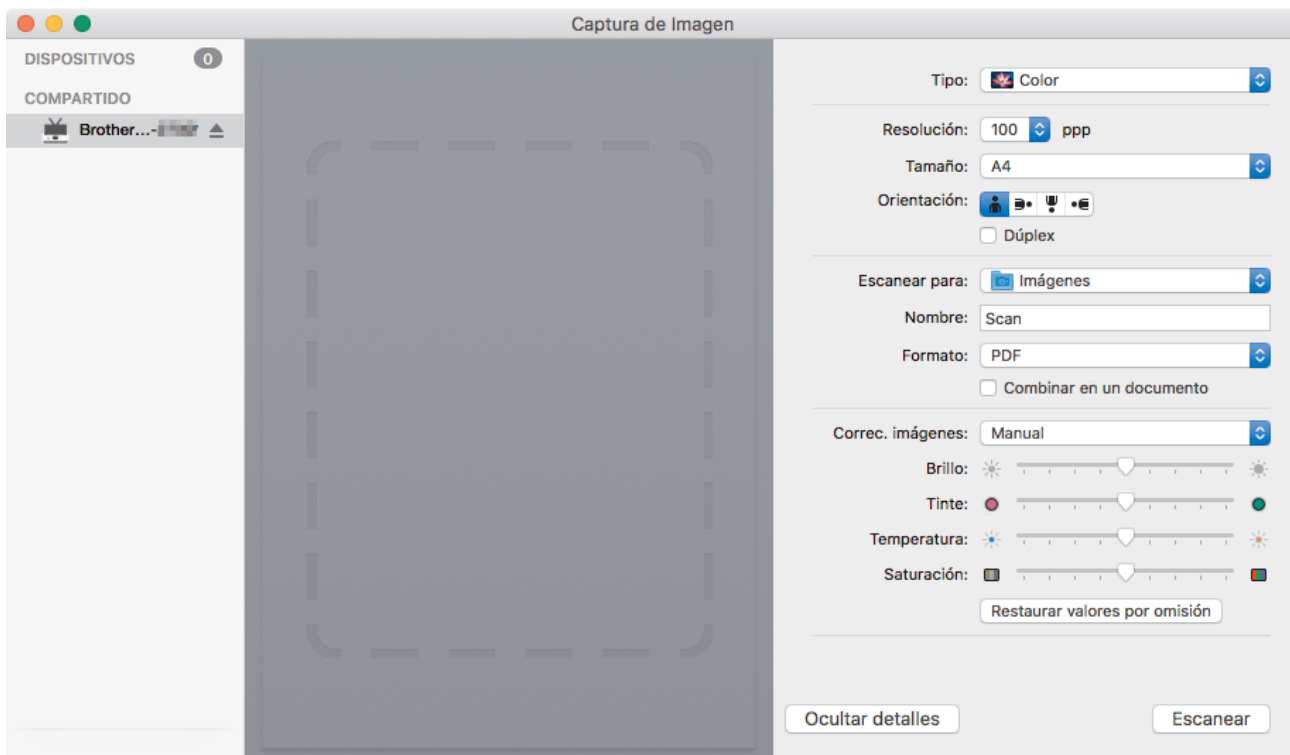 Captura de Imagen
DISPOSITIVOS 0
COMPARTIDO
Brother...-
Tipo: Color
Resolución: 100 ppp
Tamaño: A4
Orientación:
Dúplex
Escanear para: Imágenes
Nombre: Scan
Formato: PDF
Combinar en un documento
Correc. imágenes: Manual
Brillo:
Tinte:
Temperatura:
Saturación:
Restaurar valores por omisión
Ocultar detalles
Escanear